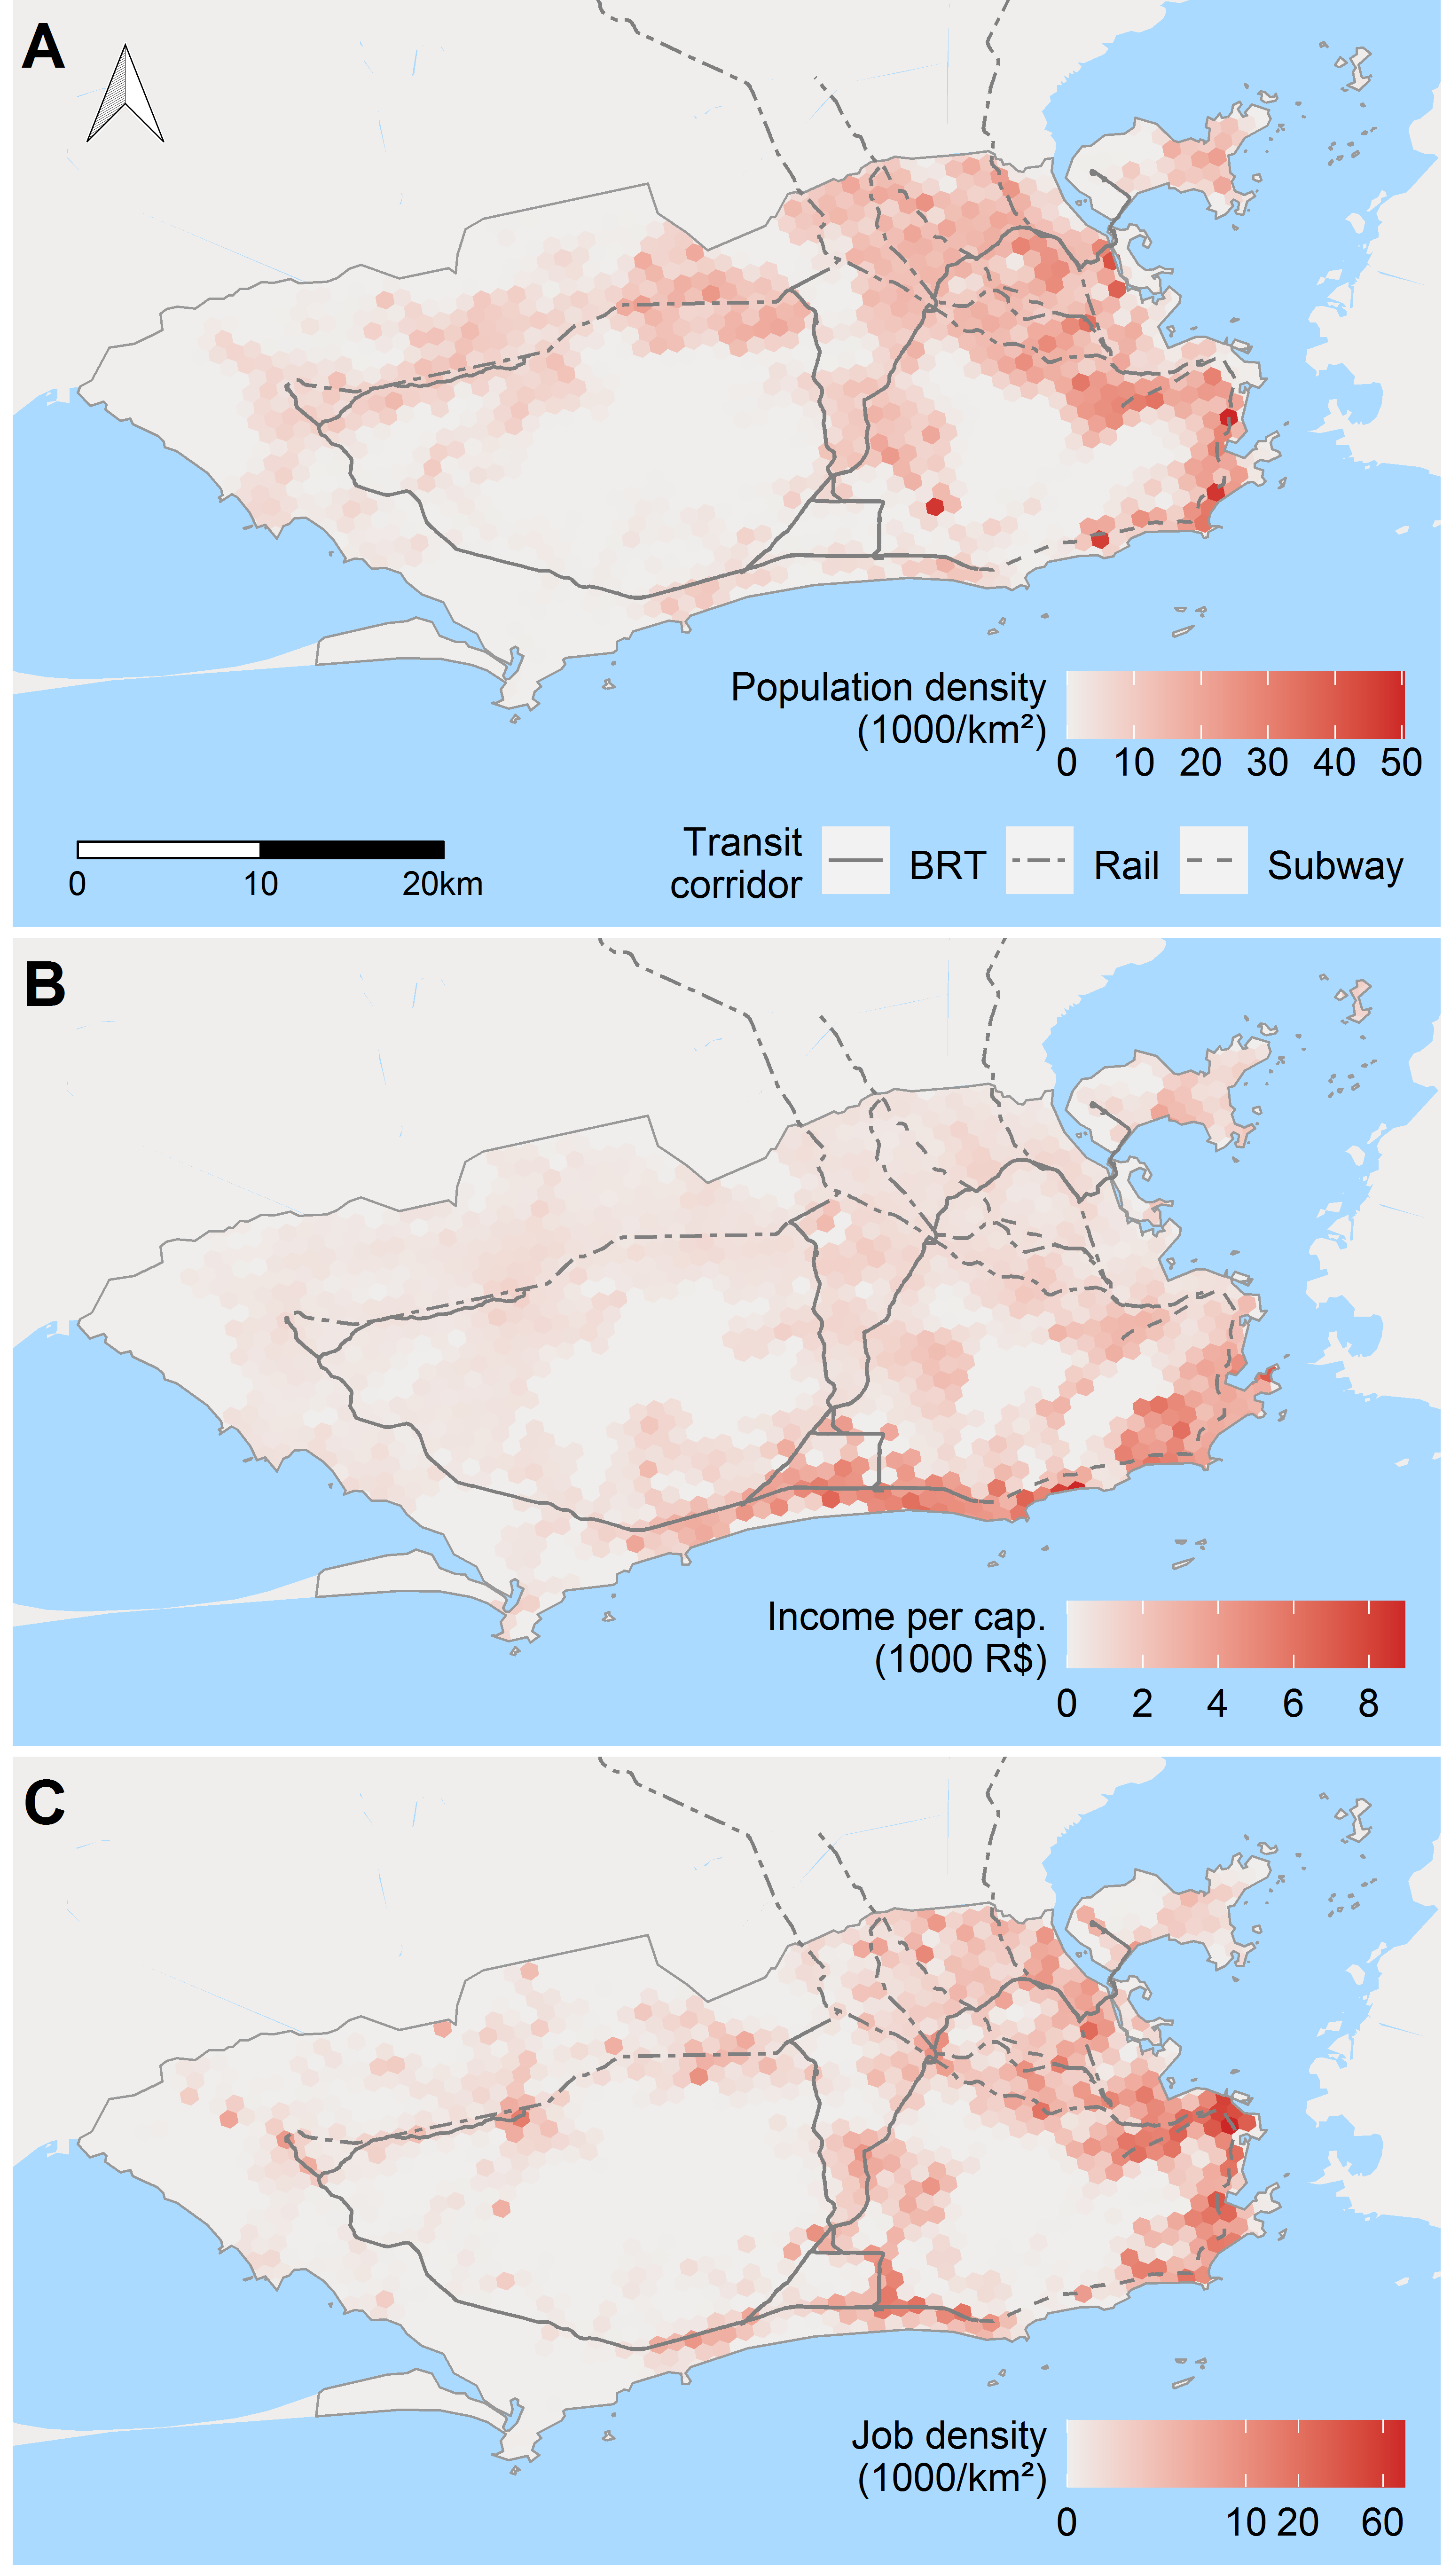 A
Population density
(1000/km²)
0 10 20 30 40 50
0 10 20km
Transit
corridor
BRT
Rail
Subway
B
Income per cap.
(1000 R$)
0 2 4 6 8
C
Job density
(1000/km²)
0 10 20 60